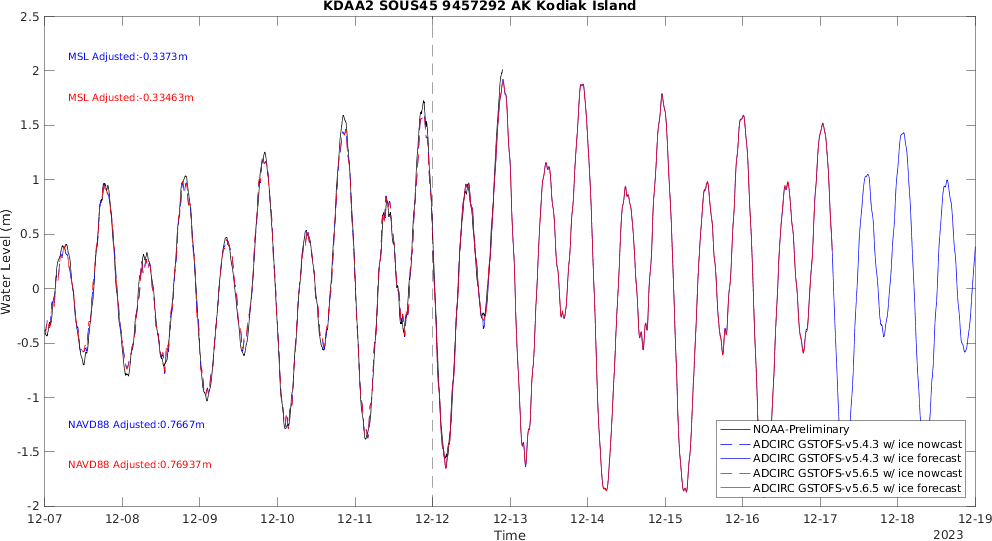 KDAA2 SOUS45 9457292 AK Kodiak Island
2.5
2
1.5
1
0.5
0
-0.5
-1
-1.5
-2
Water Level (m)
MSL Adjusted:-0.3373m
MSL Adjusted:-0.33463m
NAVD88 Adjusted:0.7667m
NAVD88 Adjusted:0.76937m
NOAA-Preliminary
ADCIRC GSTOFS-v5.4.3 w/ ice nowcast
ADCIRC GSTOFS-v5.4.3 w/ ice forecast
ADCIRC GSTOFS-v5.6.5 w/ ice nowcast
ADCIRC GSTOFS-v5.6.5 w/ ice forecast
12-07 12-08 12-09 12-10 12-11 12-12 12-13 12-14 12-15 12-16 12-17 12-18 12-19
Time
2023